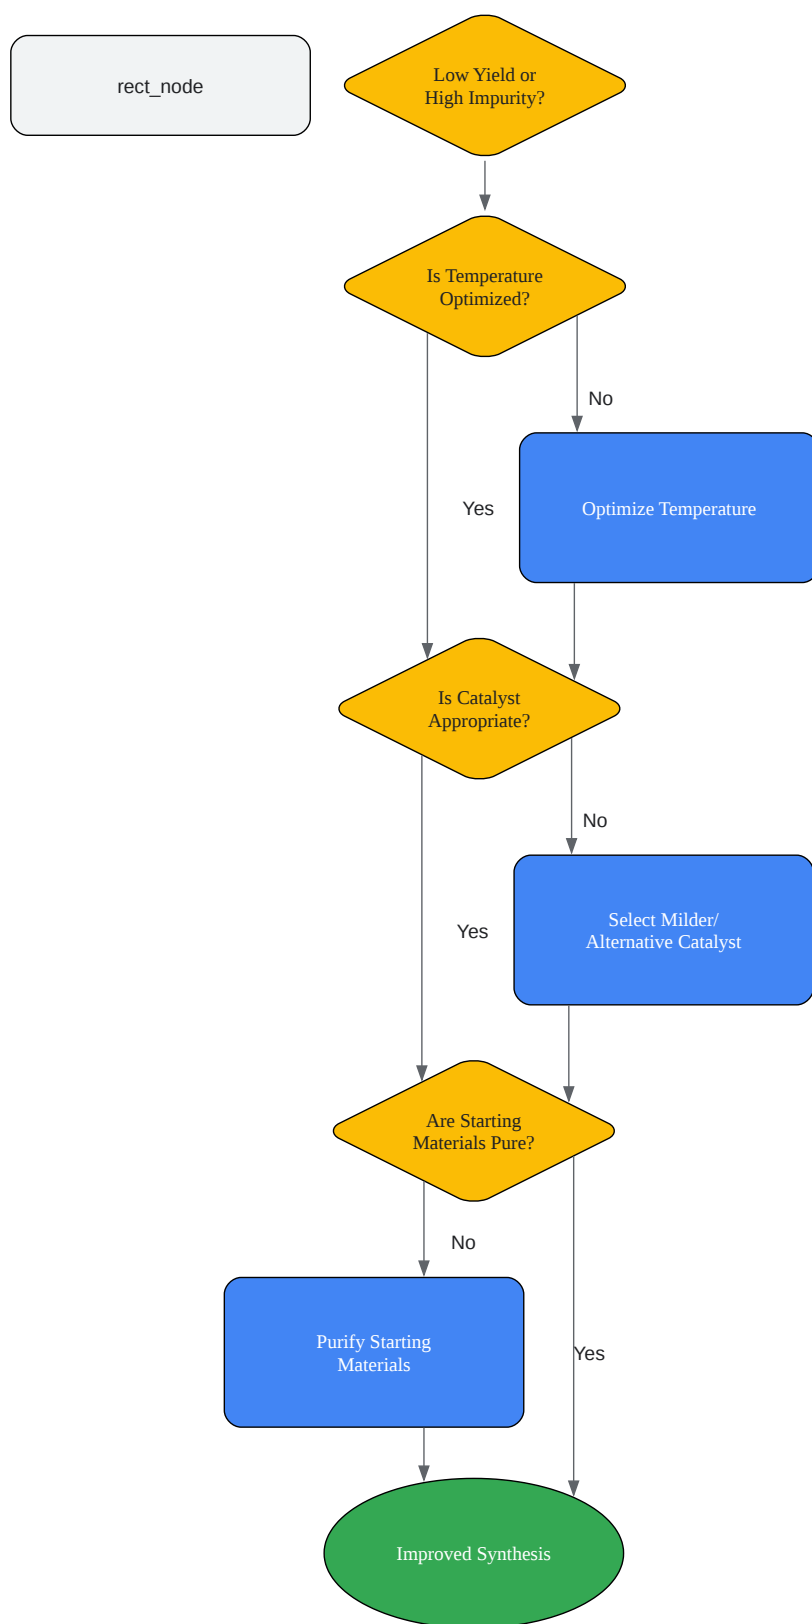 rect_node
Low Yield or
High Impurity?
Is Temperature
Optimized?
No
Yes
Optimize Temperature
Is Catalyst
Appropriate?
No
Yes
Select Milder/
Alternative Catalyst
Are Starting
Materials Pure?
No
Purify Starting
Materials
Yes
Improved Synthesis